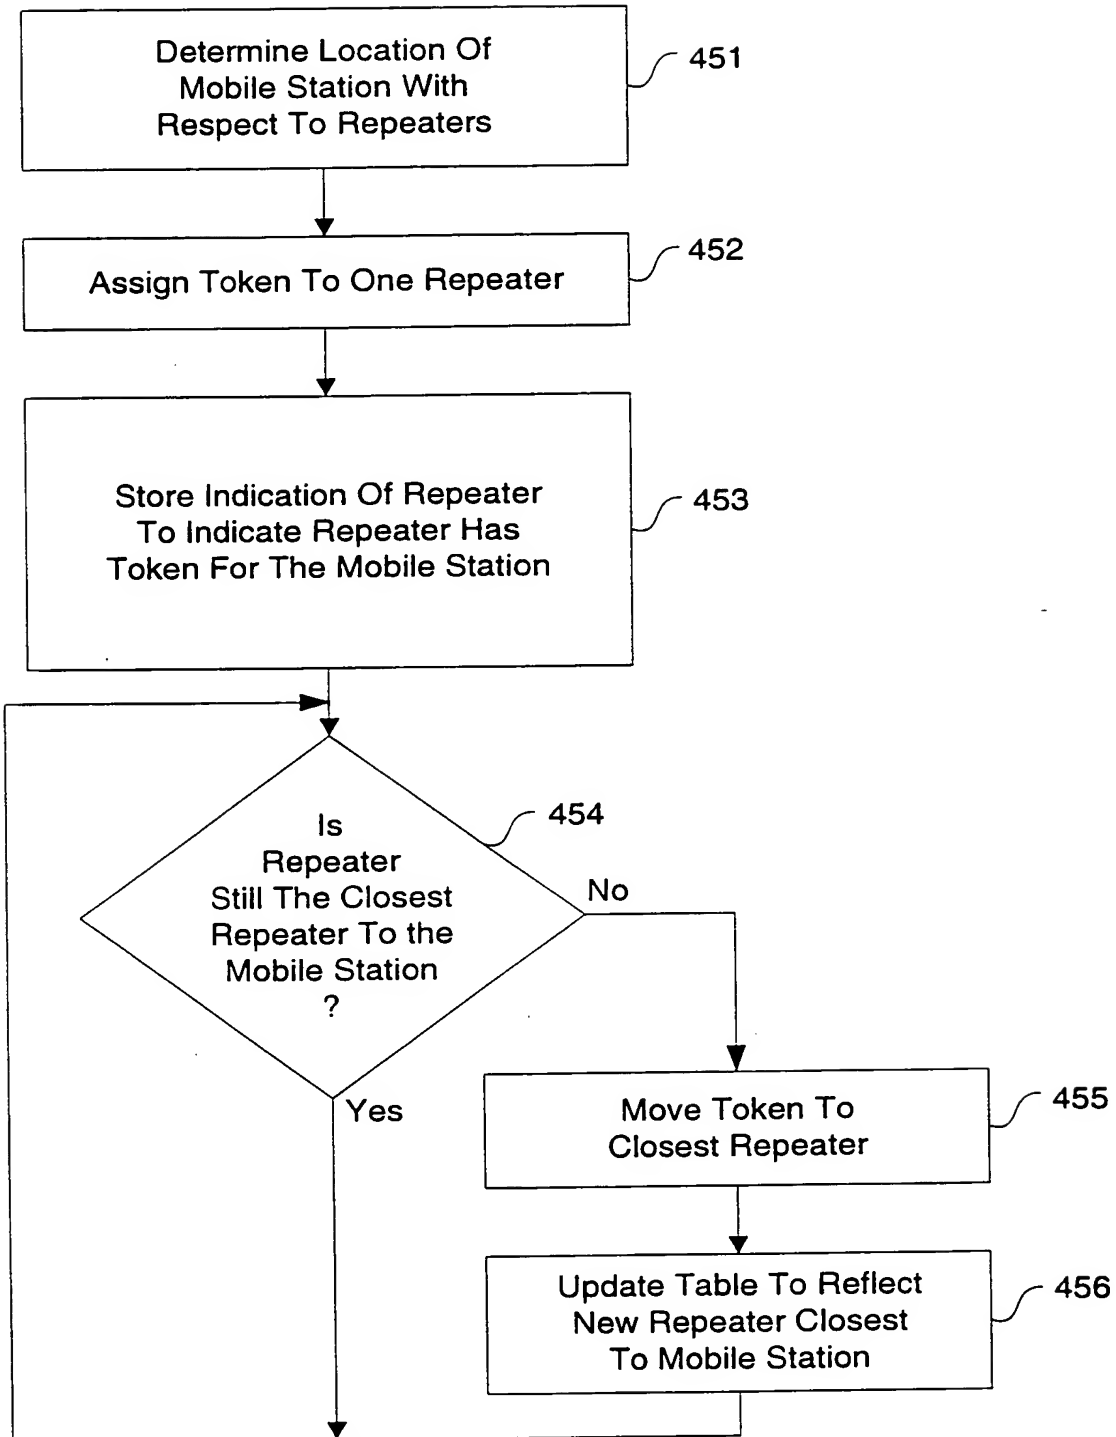 Determine Location Of
Mobile Station With
Respect To Repeaters
451
Assign Token To One Repeater
452
Store Indication Of Repeater
To Indicate Repeater Has
Token For The Mobile Station
453
Is
Repeater
Still The Closest
Repeater To the
Mobile Station
?
454
No
Yes
Move Token To
Closest Repeater
455
Update Table To Reflect
New Repeater Closest
To Mobile Station
456